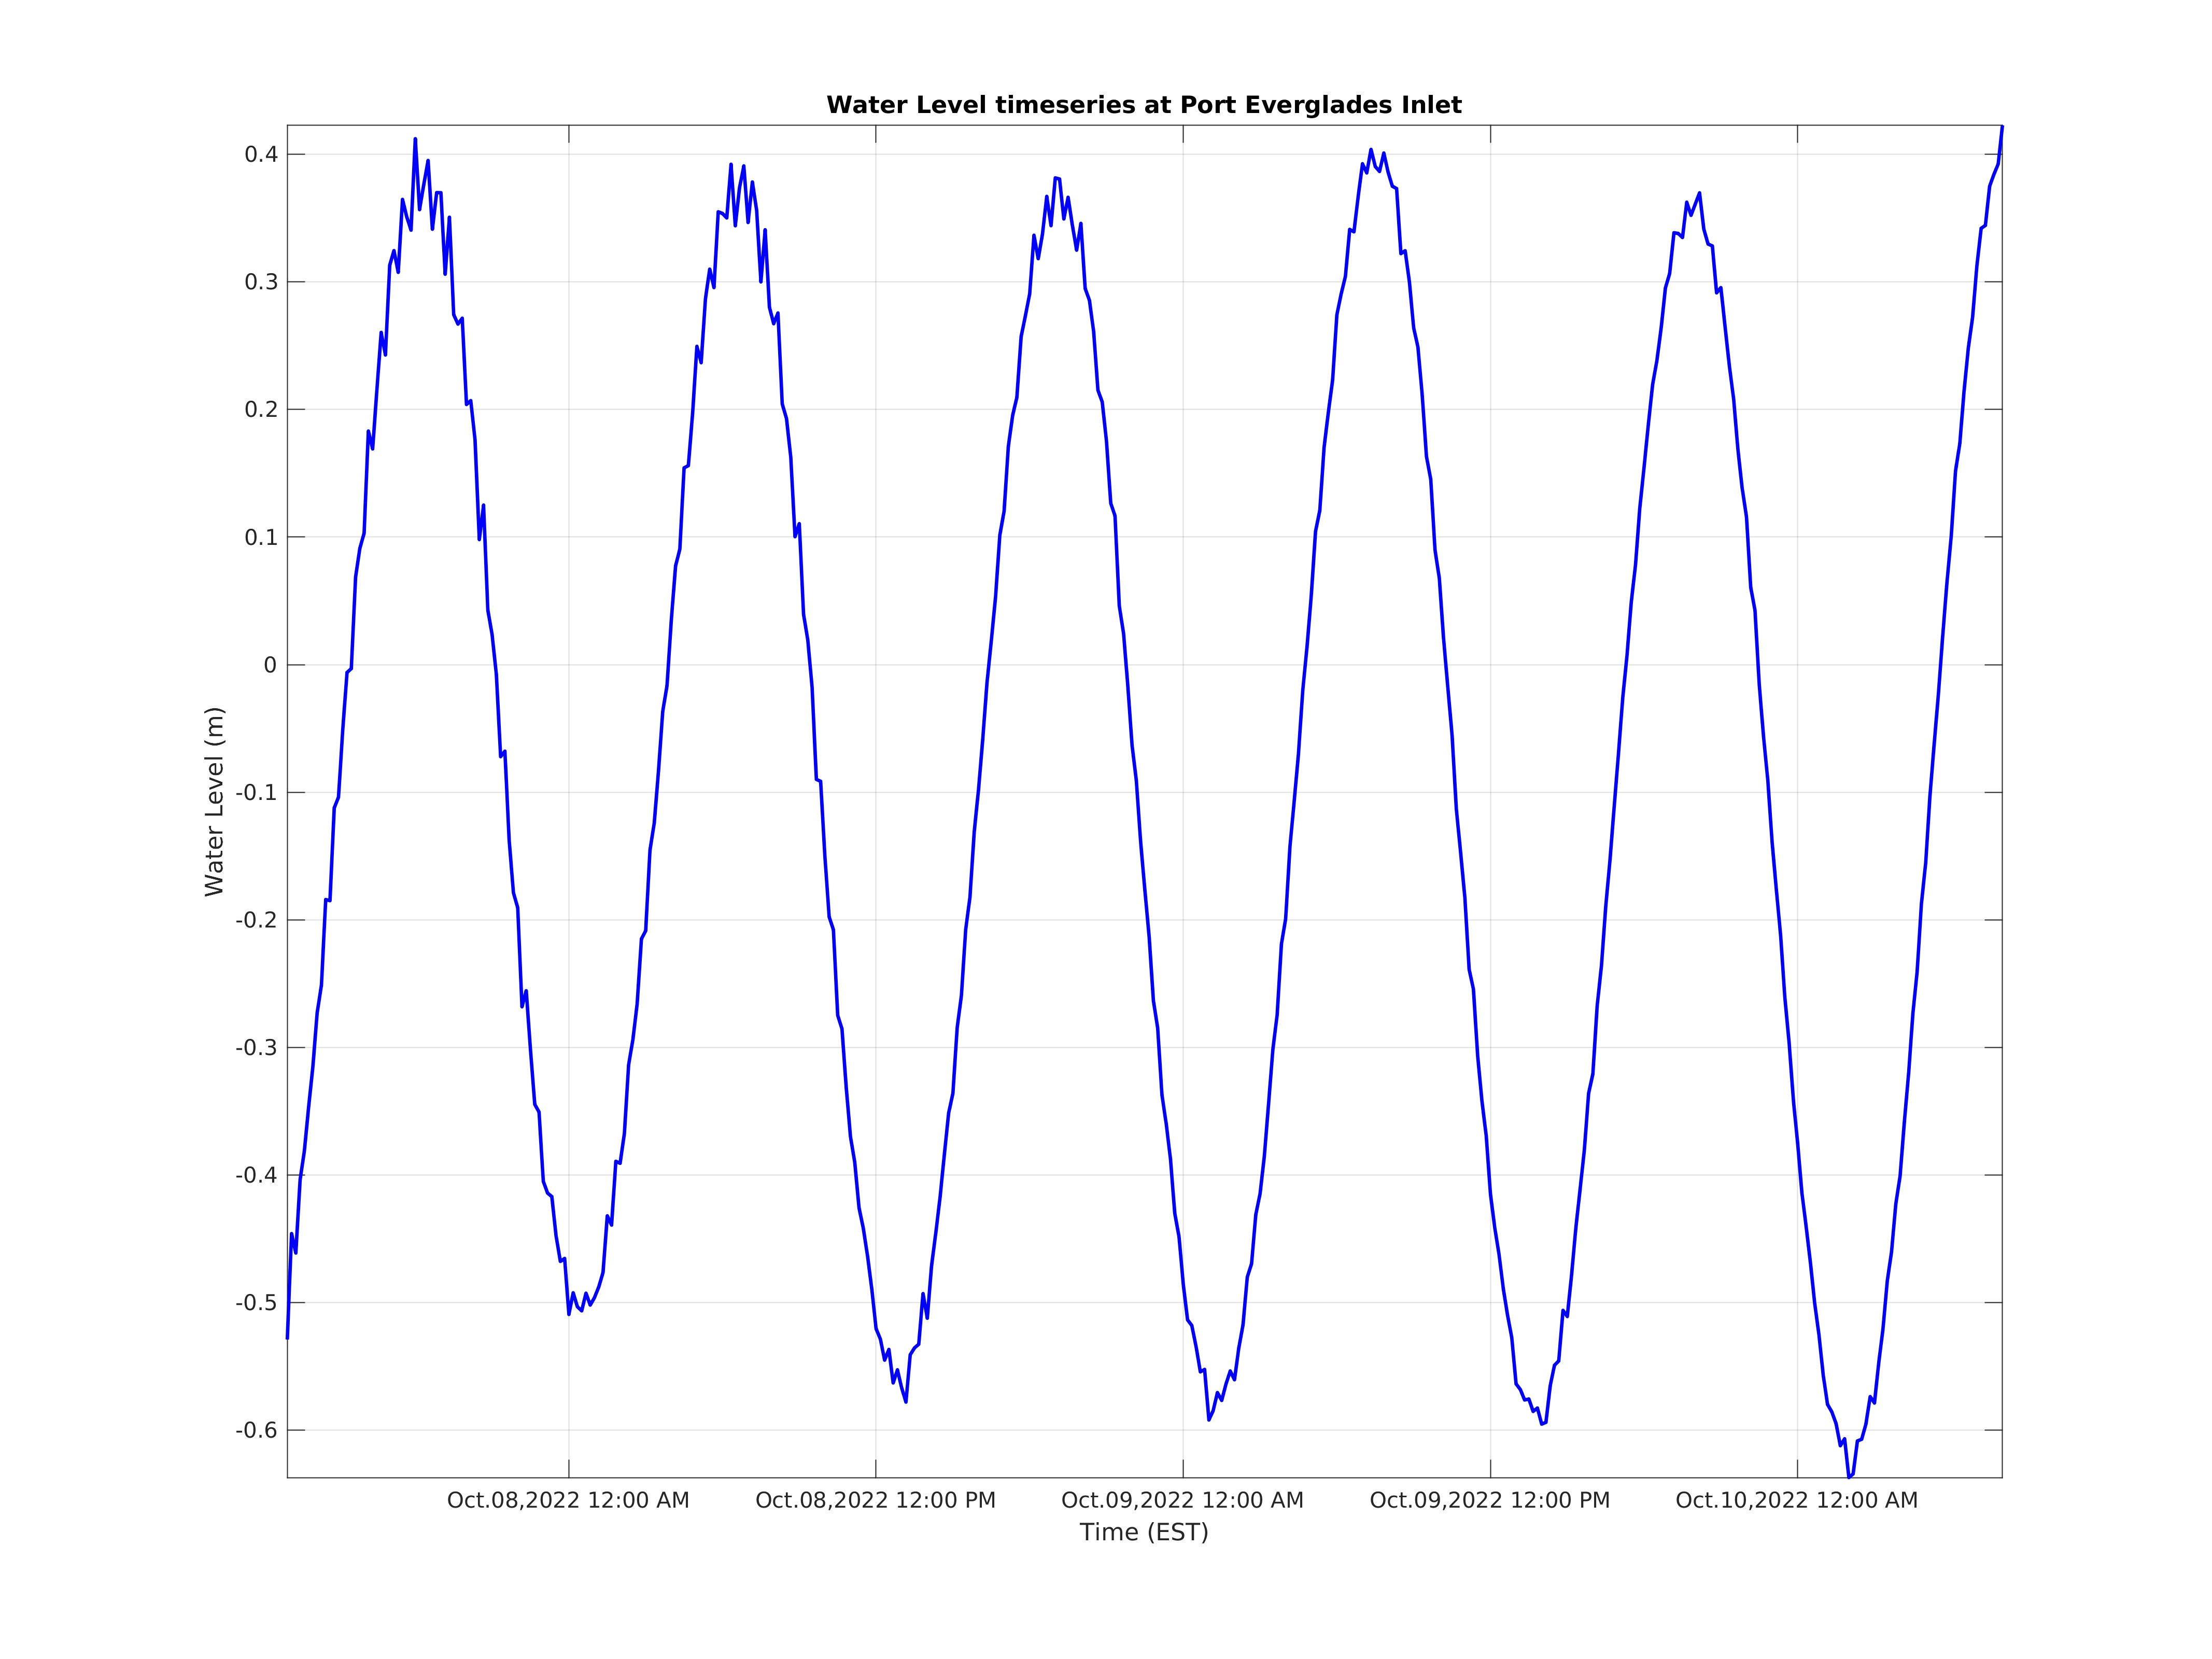 Water Level timeseries at Port Everglades Inlet
0.4
0.3
0.2
0.1
0
-0.1
-0.2
-0.3
-0.4
-0.5
-0.6
Water Level (m)
Oct.08,2022 12:00 AM
Oct.08,2022 12:00 PM
Oct.09,2022 12:00 AM
Oct.09,2022 12:00 PM
Oct.10,2022 12:00 AM
Time (EST)